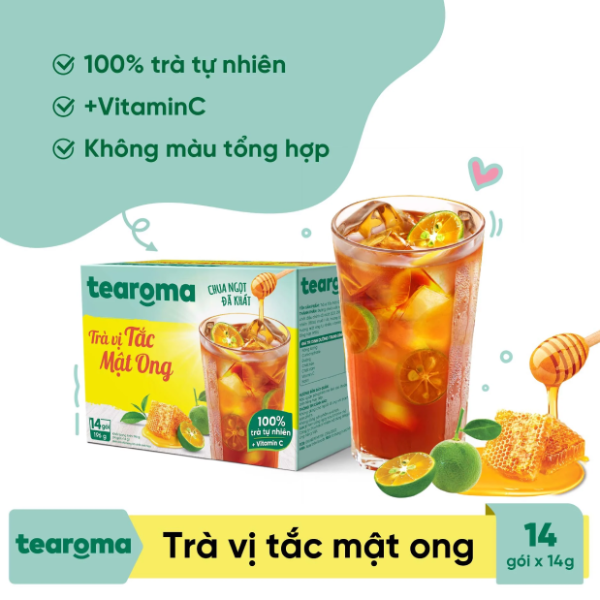 100% trà tự nhiên
+VitaminC
Không màu tổng hợp
tearoma
CHUA NGỌT
ĐÃ KHÁT
Trà vị Tắc
Mật Ong
14 gói
196 g
100%
trà tự nhiên
+ Vitamin C
tearoma
tearoma
Trà vị tắc mật ong
14
gói x 14g